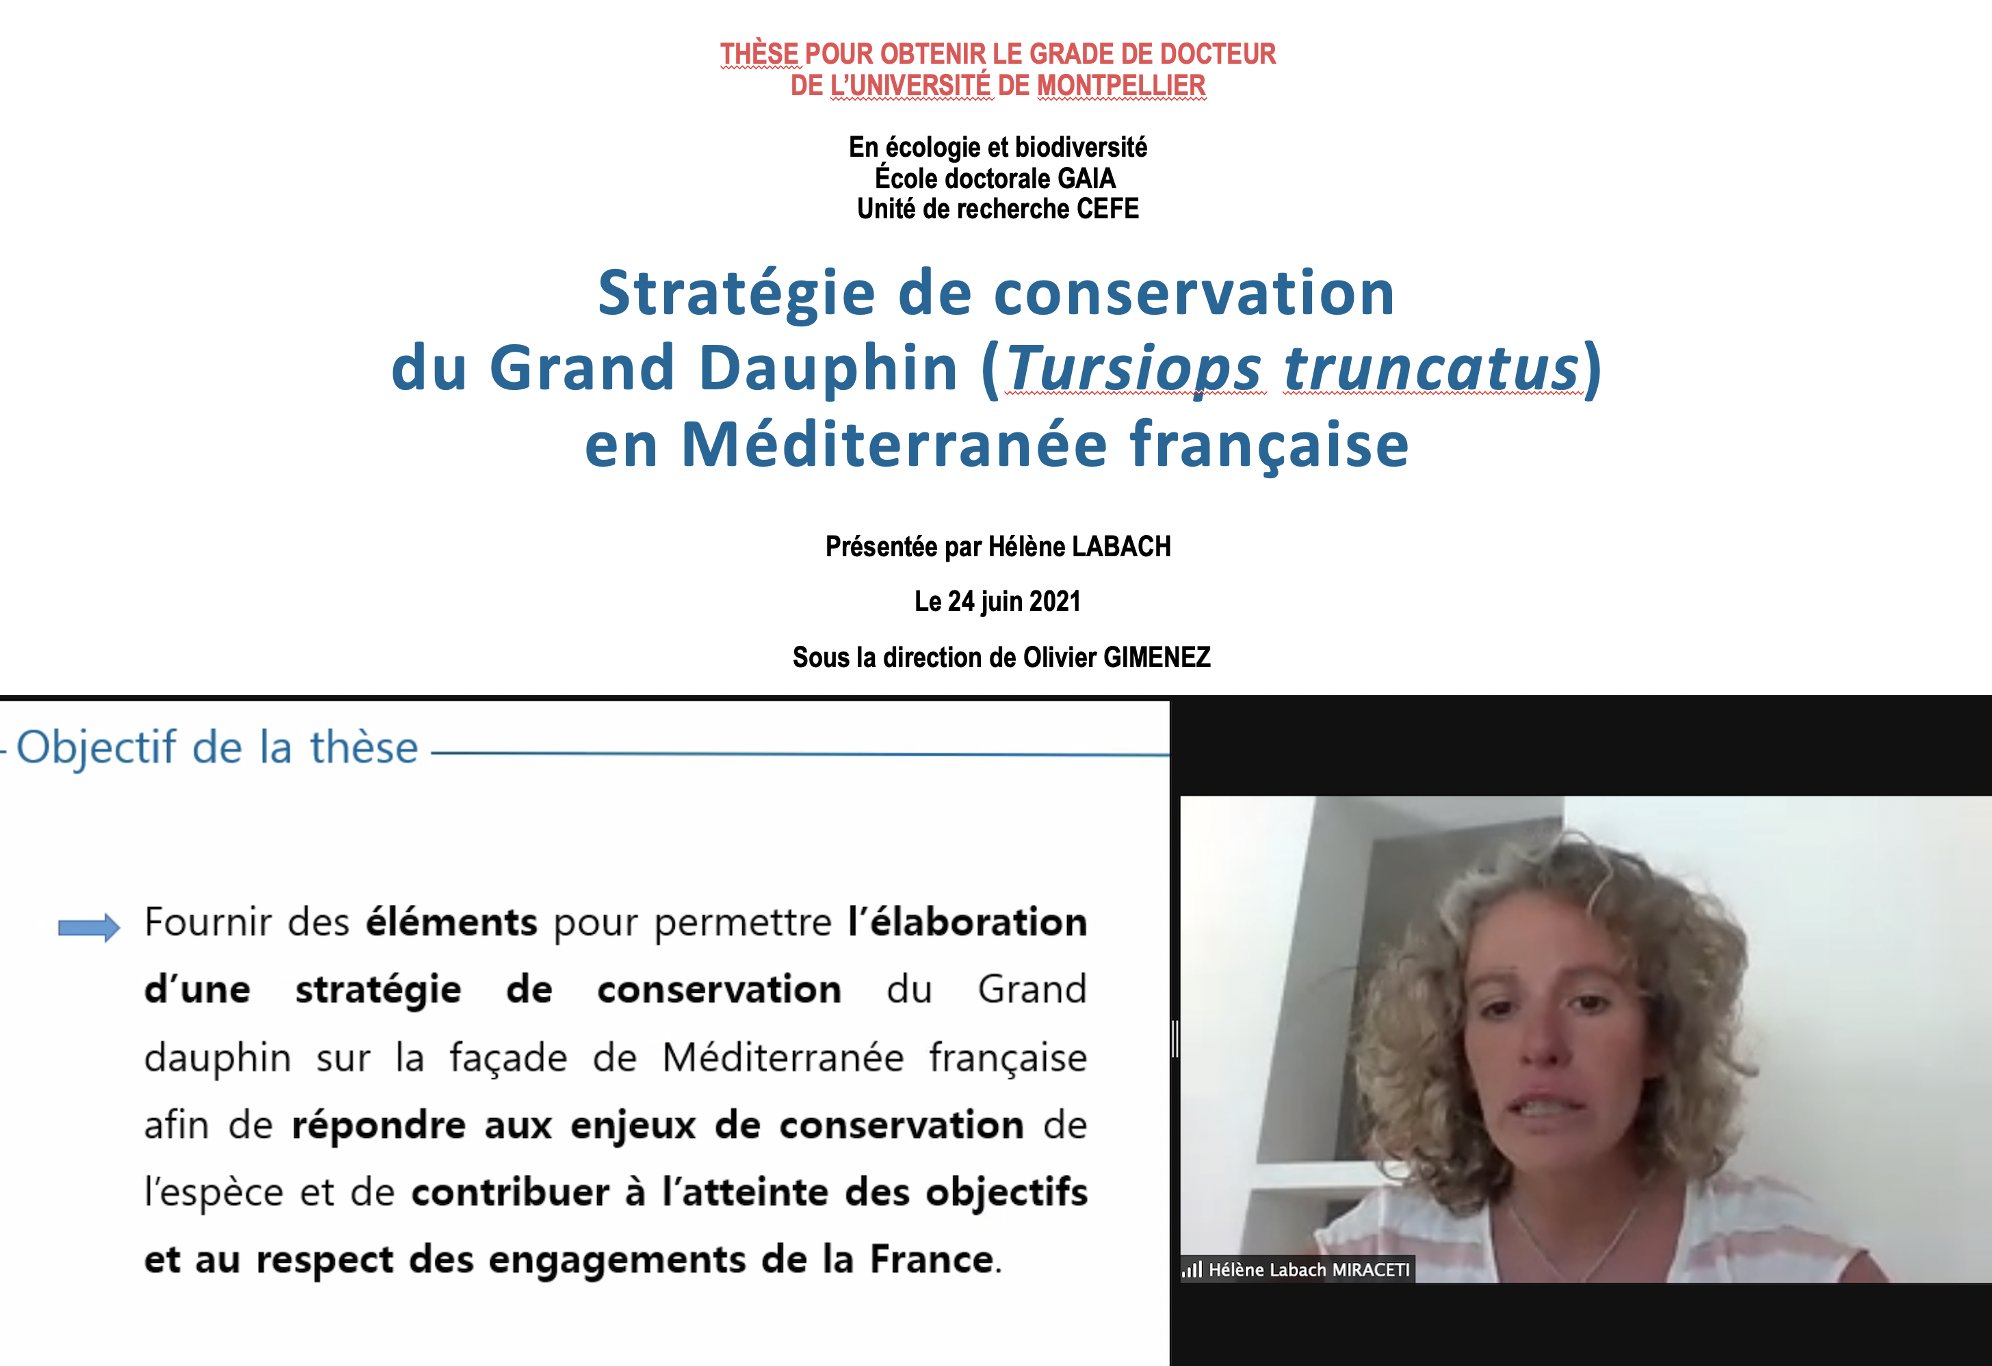 THÈSE POUR OBTENIR LE GRADE DE DOCTEUR
DE L’UNIVERSITÉ DE MONTPELLIER
En écologie et biodiversité
École doctorale GAIA
Unité de recherche CEFE
Stratégie de conservation
du Grand Dauphin (Tursiops truncatus)
en Méditerranée française
Présentée par Hélène LABACH
Le 24 juin 2021
Sous la direction de Olivier GIMENEZ
Objectif de la thèse
Fournir des éléments pour permettre l’élaboration
d’une stratégie de conservation du Grand
dauphin sur la façade de Méditerranée française
afin de répondre aux enjeux de conservation de
l’espèce et de contribuer à l’atteinte des objectifs
et au respect des engagements de la France.
Hélène Labach MIRACETI